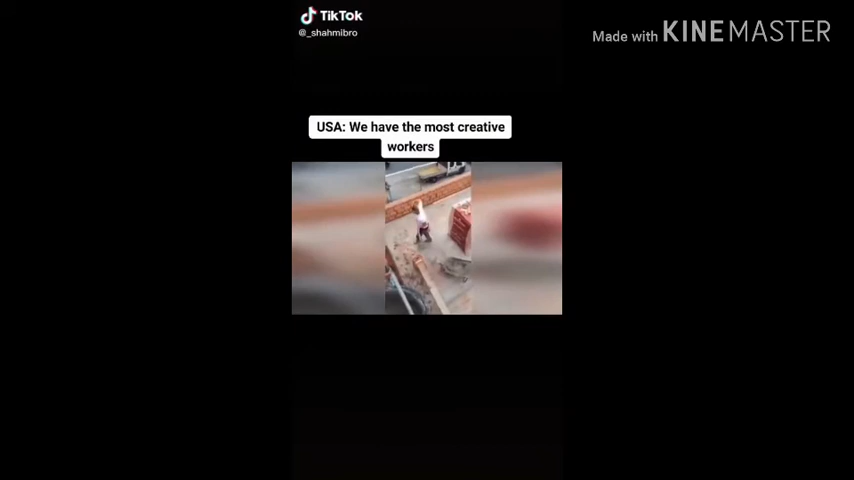 TikTok
@_shahmibro
Made with KINEMASTER
USA: We have the most creative
workers